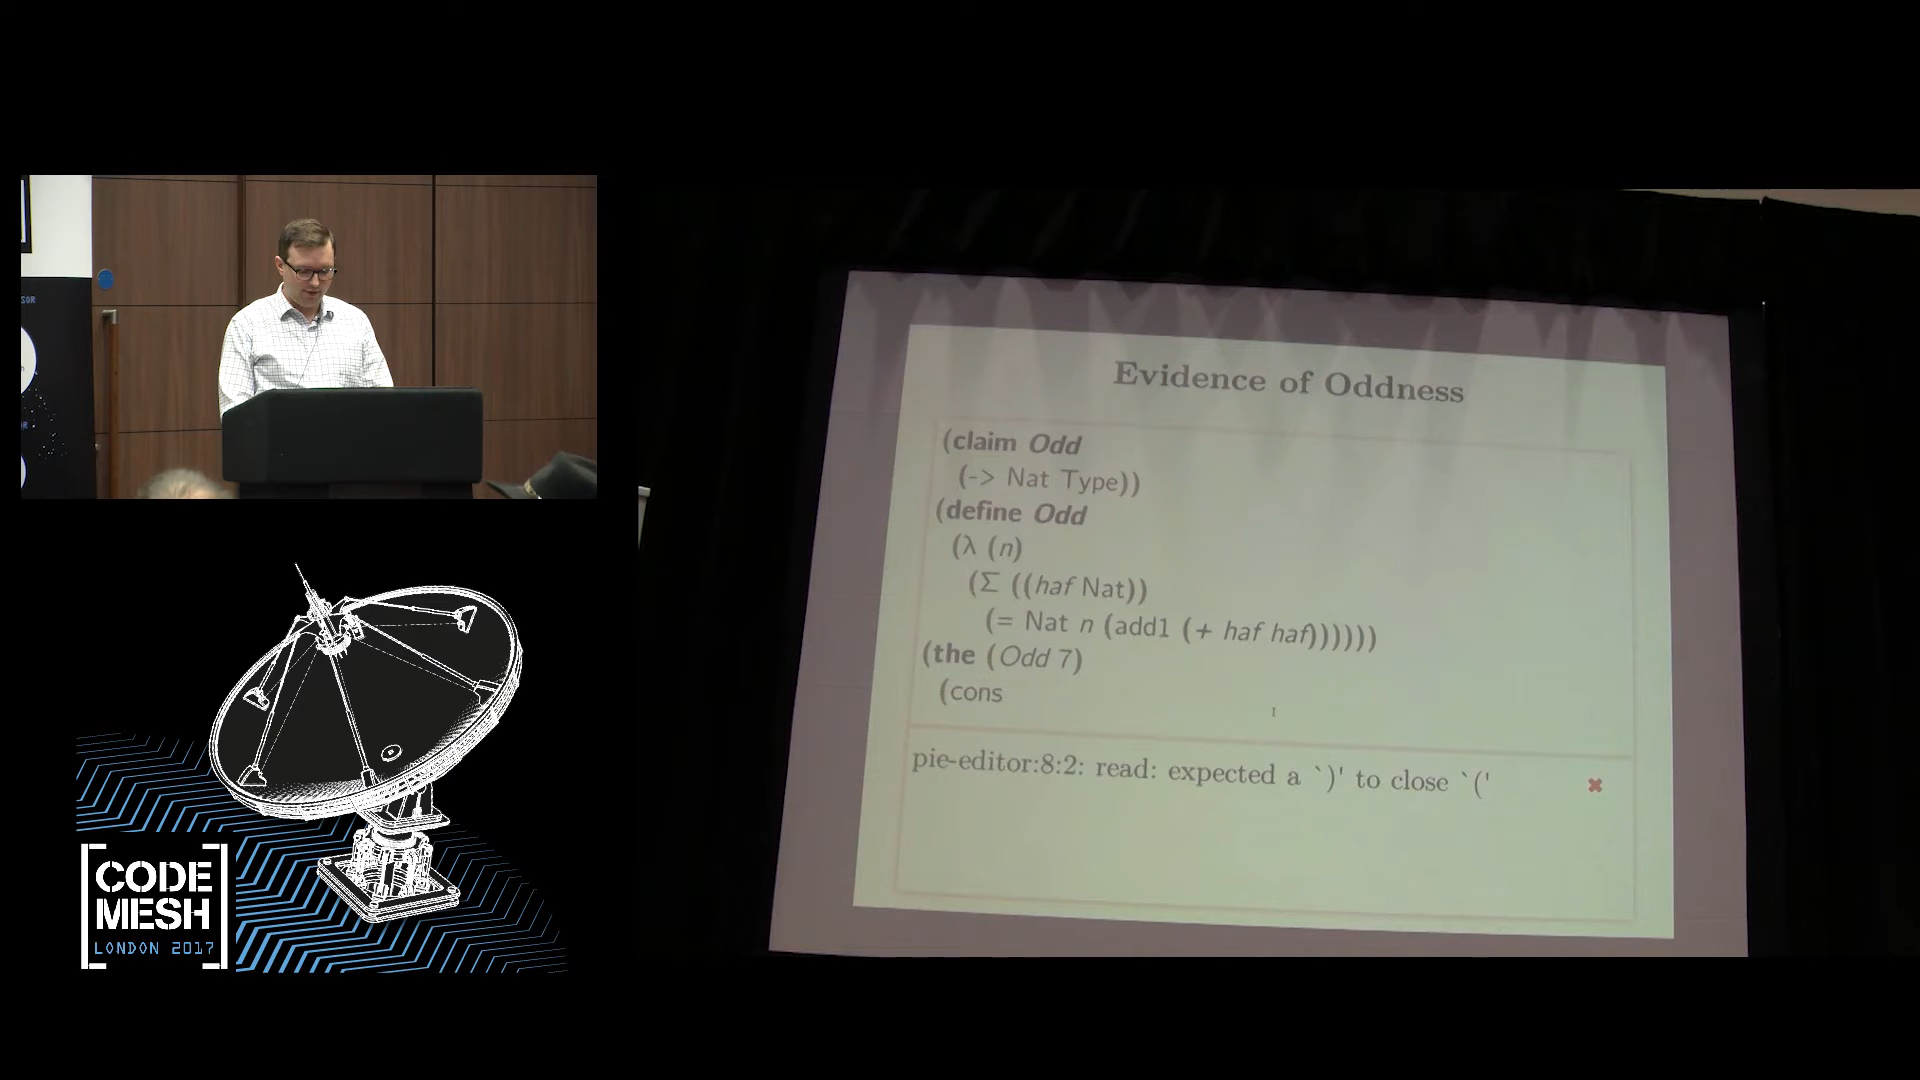 SOR
Evidence of Oddness
(claim Odd
(-> Nat Type))
(define Odd
(λ (n)
(Σ ((haf Nat))
(= Nat n (add1 (+ haf haf))))))
(the (Odd 7)
(cons
pie-editor:8:2: read: expected a `)' to close `('
CODE
MESH
LONDON 2017